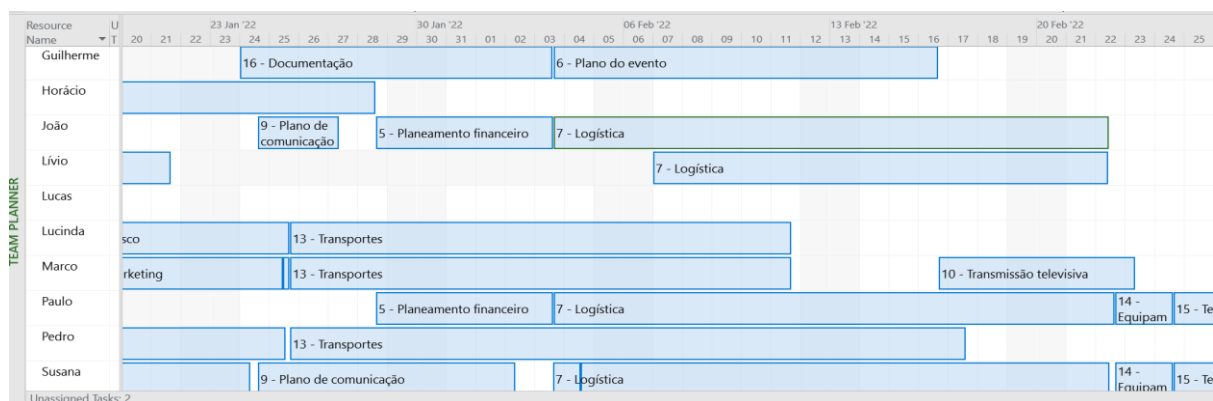 Resource U 23 Jan '22 30 Jan '22 06 Feb '22 13 Feb '22 20 Feb '22
Name T 20 21 22 23 24 25 26 27 28 29 30 31 01 02 03 04 05 06 07 08 09 10 11 12 13 14 15 16 17 18 19 20 21 22 23 24 25
TEAM PLANNER
Guilherme 16 - Documentação 6 - Plano do evento
Horácio
João 9 - Plano de 5 - Planeamento financeiro 7 - Logística
comunicação
Lívio 7 - Logística
Lucas
Lucinda sco 13 - Transportes
Marco rketing 13 - Transportes 10 - Transmissão televisiva
Paulo 5 - Planeamento financeiro 7 - Logística 14 - 15 - Te
Equipam
Pedro 13 - Transportes
Susana 9 - Plano de comunicação 7 - Logística 14 - 15 - Te
Equipam
Unassigned Tasks: 2